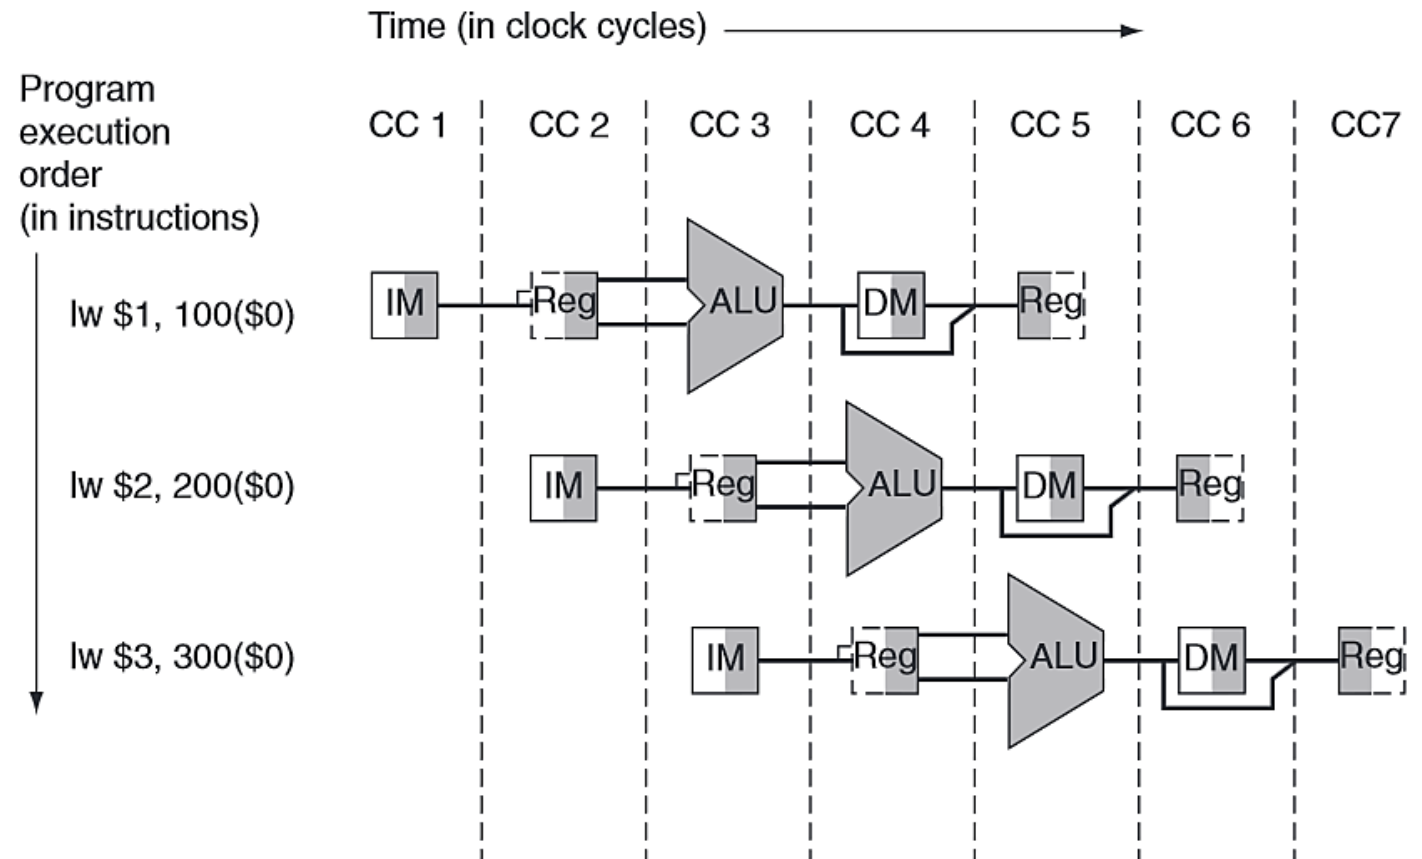 Time (in clock cycles)
Program
execution
order
(in instructions)
CC 1 CC 2 CC 3 CC 4 CC 5 CC 6 CC7
lw $1, 100($0) IM Reg ALU DM Reg
lw $2, 200($0) IM Reg ALU DM Reg
lw $3, 300($0) IM Reg ALU DM Reg